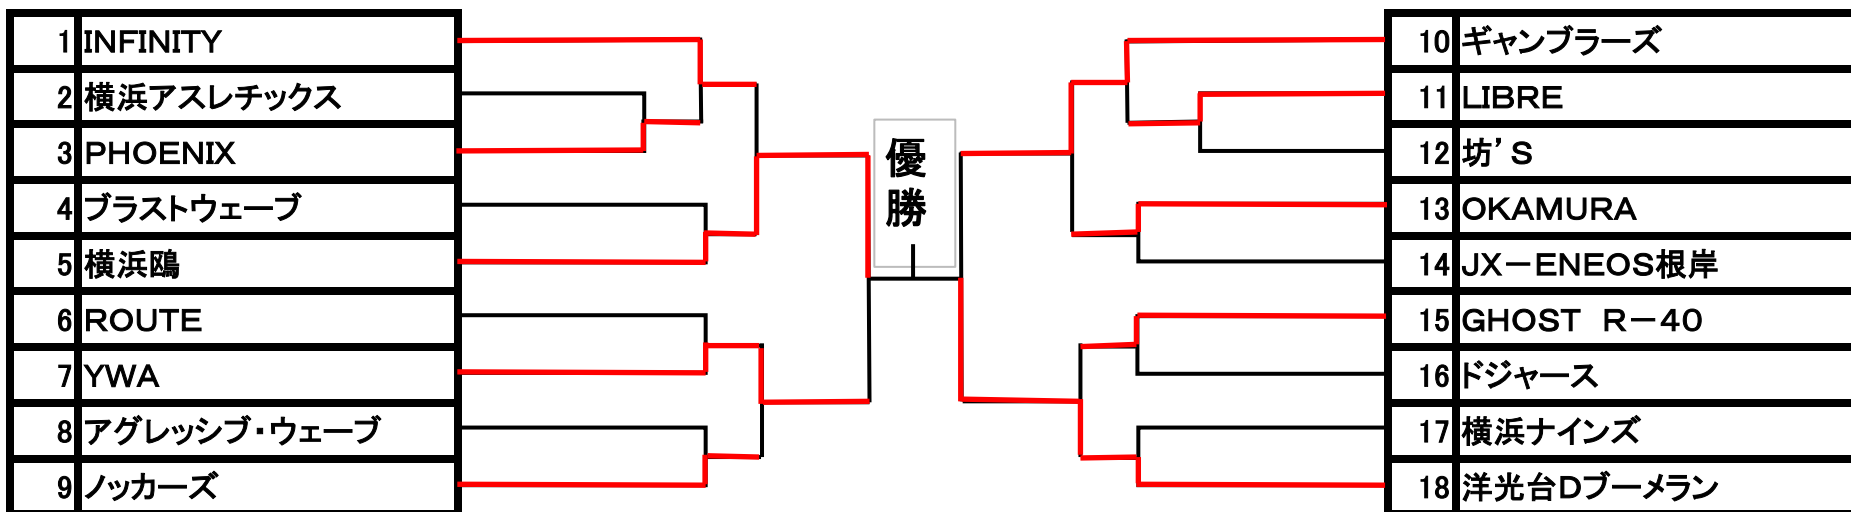 1 INFINITY
2 横浜アスレチックス
3 PHOENIX
4 ブラストウェーブ
5 横浜鴎
6 ROUTE
7 YWA
8 アグレッシブ・ウェーブ
9 ノッカーズ
優
勝
10 ギャンブラーズ
11 LIBRE
12 坊’S
13 OKAMURA
14 JX－ENEOS根岸
15 GHOST　R－40
16 ドジャース
17 横浜ナインズ
18 洋光台Dブーメラン